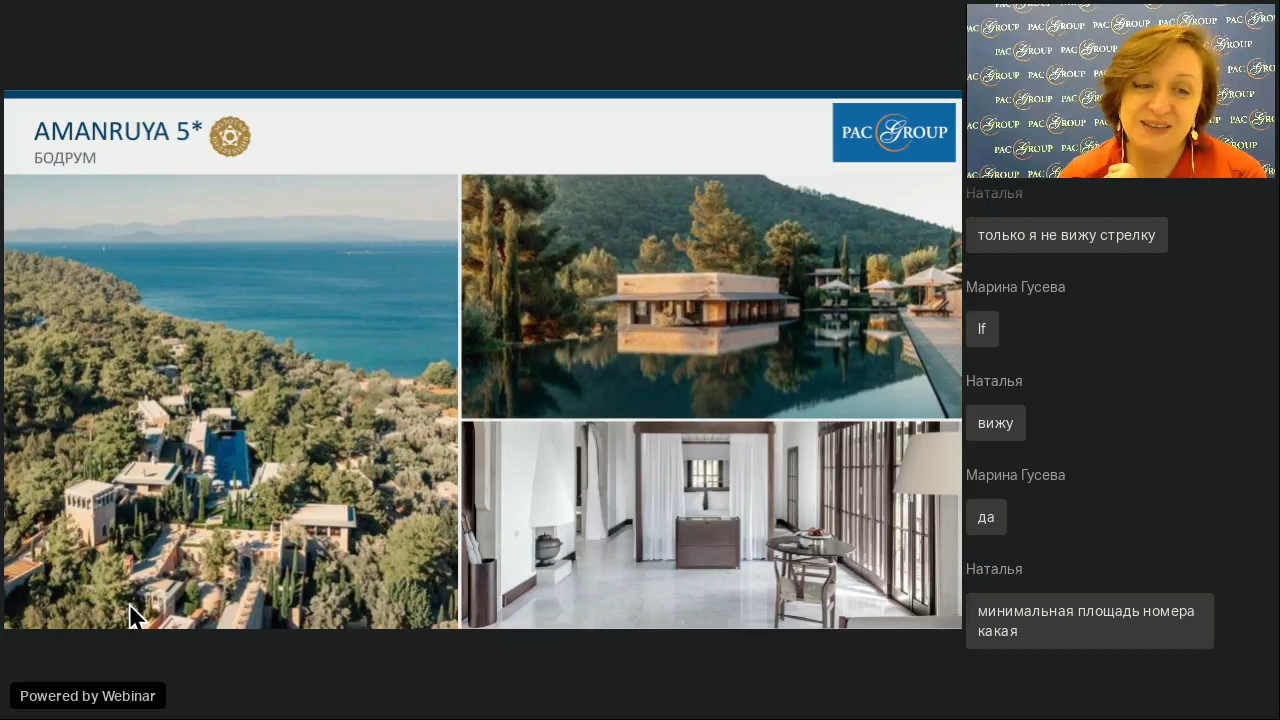 AMANRUYA 5*
БОДРУМ
PAC GROUP
Наталья
только я не вижу стрелку
Марина Гусева
lf
Наталья
вижу
Марина Гусева
да
Наталья
минимальная площадь номера
какая
Powered by Webinar